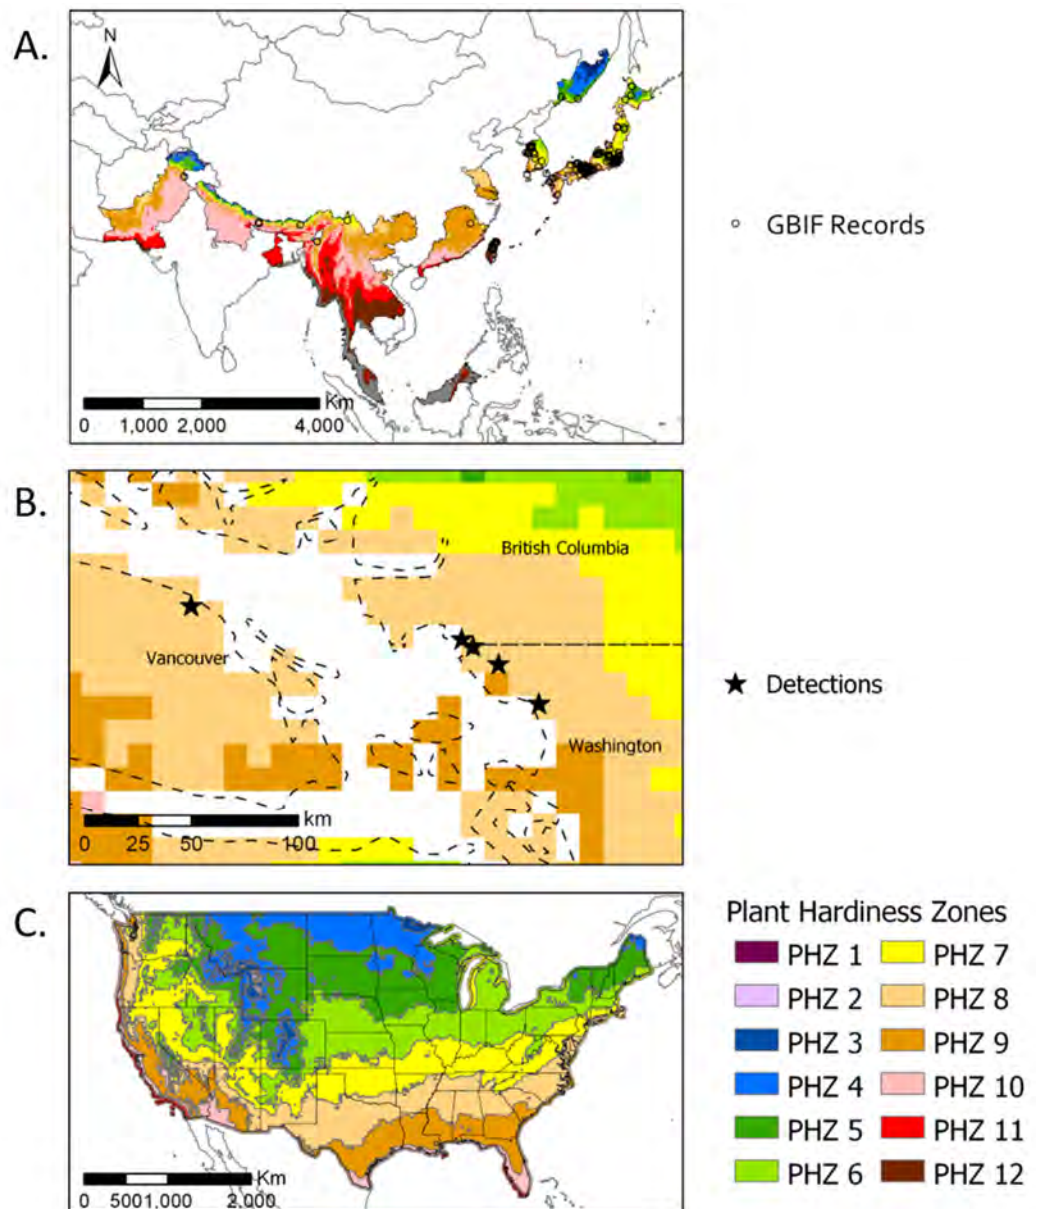 A.
N
Km
0 1,000 2,000 4,000
GBIF Records
B.
British Columbia
Vancouver
Washington
km
0 25 50 100
Detections
C.
Km
0 5001,000 2,000
Plant Hardiness Zones
PHZ 1 PHZ 7
PHZ 2 PHZ 8
PHZ 3 PHZ 9
PHZ 4 PHZ 10
PHZ 5 PHZ 11
PHZ 6 PHZ 12